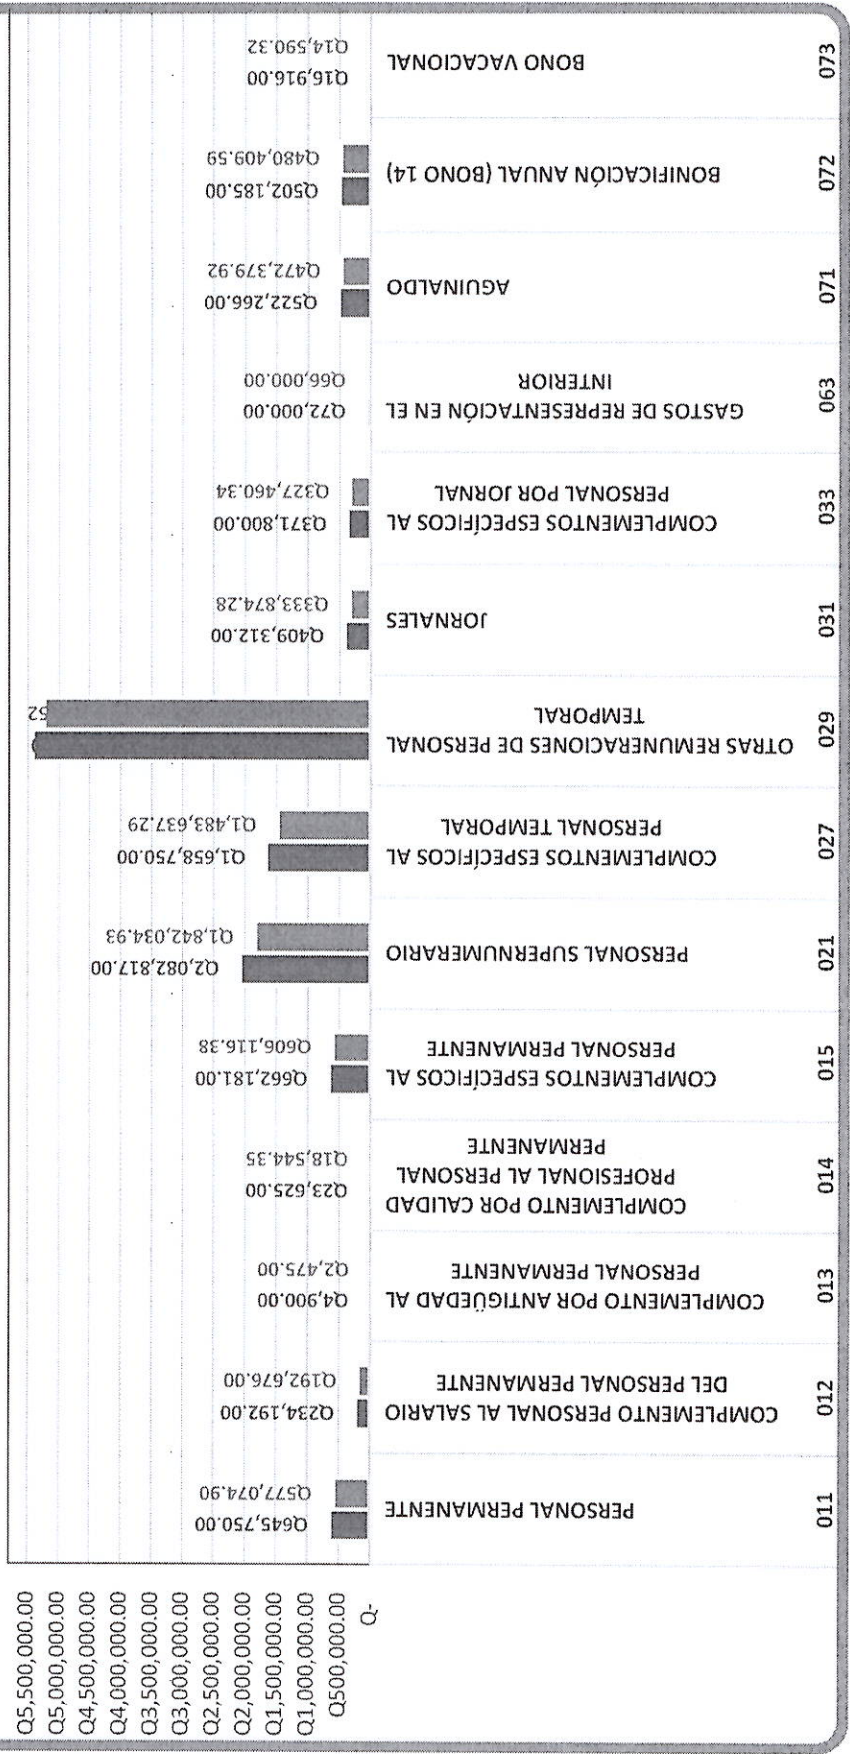 Q5,500,000.00
Q5,000,000.00
Q4,500,000.00
Q4,000,000.00
Q3,500,000.00
Q3,000,000.00
Q2,500,000.00
Q2,000,000.00
Q1,500,000.00
Q1,000,000.00
Q500,000.00
Q-
Q645,750.00
Q577,074.90
PERSONAL PERMANENTE
011
Q234,192.00
Q192,676.00
COMPLEMENTO PERSONAL AL SALARIO
DEL PERSONAL PERMANENTE
012
Q4,900.00
Q2,475.00
COMPLEMENTO POR ANTIGÜEDAD AL
PERSONAL PERMANENTE
013
Q23,625.00
Q18,544.35
COMPLEMENTO POR CALIDAD
PROFESIONAL AL PERSONAL
PERMANENTE
014
Q662,181.00
Q606,116.38
COMPLEMENTOS ESPECÍFICOS AL
PERSONAL PERMANENTE
015
Q2,082,817.00
Q1,842,034.93
PERSONAL SUPERNUMERARIO
021
Q1,658,750.00
Q1,483,637.29
COMPLEMENTOS ESPECÍFICOS AL
PERSONAL TEMPORAL
027
52
OTRAS REMUNERACIONES DE PERSONAL
TEMPORAL
029
Q409,312.00
Q333,874.28
JORNALES
031
Q371,800.00
Q327,460.34
COMPLEMENTOS ESPECÍFICOS AL
PERSONAL POR JORNAL
033
Q72,000.00
Q66,000.00
GASTOS DE REPRESENTACIÓN EN EL
INTERIOR
063
Q522,266.00
Q472,379.92
AGUINALDO
071
Q502,185.00
Q480,409.59
BONIFICACIÓN ANUAL (BONO 14)
072
Q16,916.00
Q14,590.32
BONO VACACIONAL
073